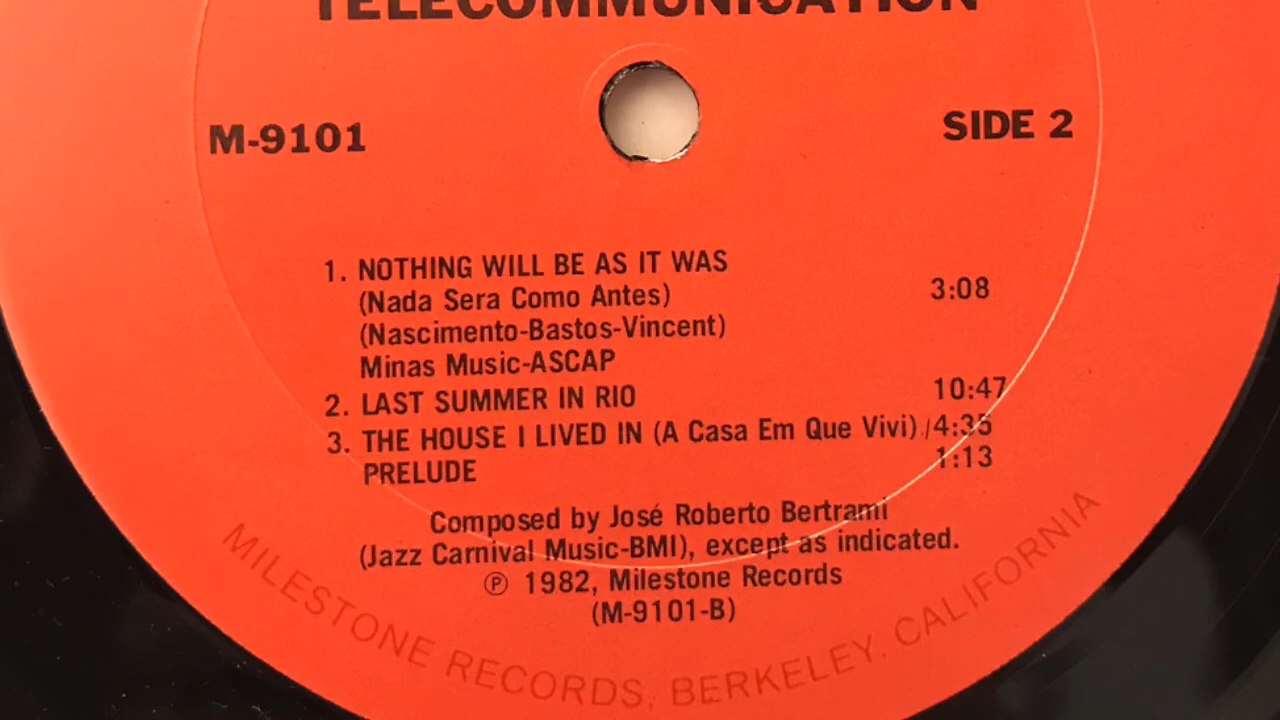 TELECOMMUNICATION
M-9101
SIDE 2
1. NOTHING WILL BE AS IT WAS
(Nada Sera Como Antes) 3:08
(Nascimento-Bastos-Vincent)
Minas Music-ASCAP
2. LAST SUMMER IN RIO 10:47
3. THE HOUSE I LIVED IN (A Casa Em Que Vivi)/4:35
PRELUDE 1:13
Composed by José Roberto Bertrami
(Jazz Carnival Music-BMI), except as indicated.
℗ 1982, Milestone Records
(M-9101-B)
MILESTONE RECORDS, BERKELEY, CALIFORNIA